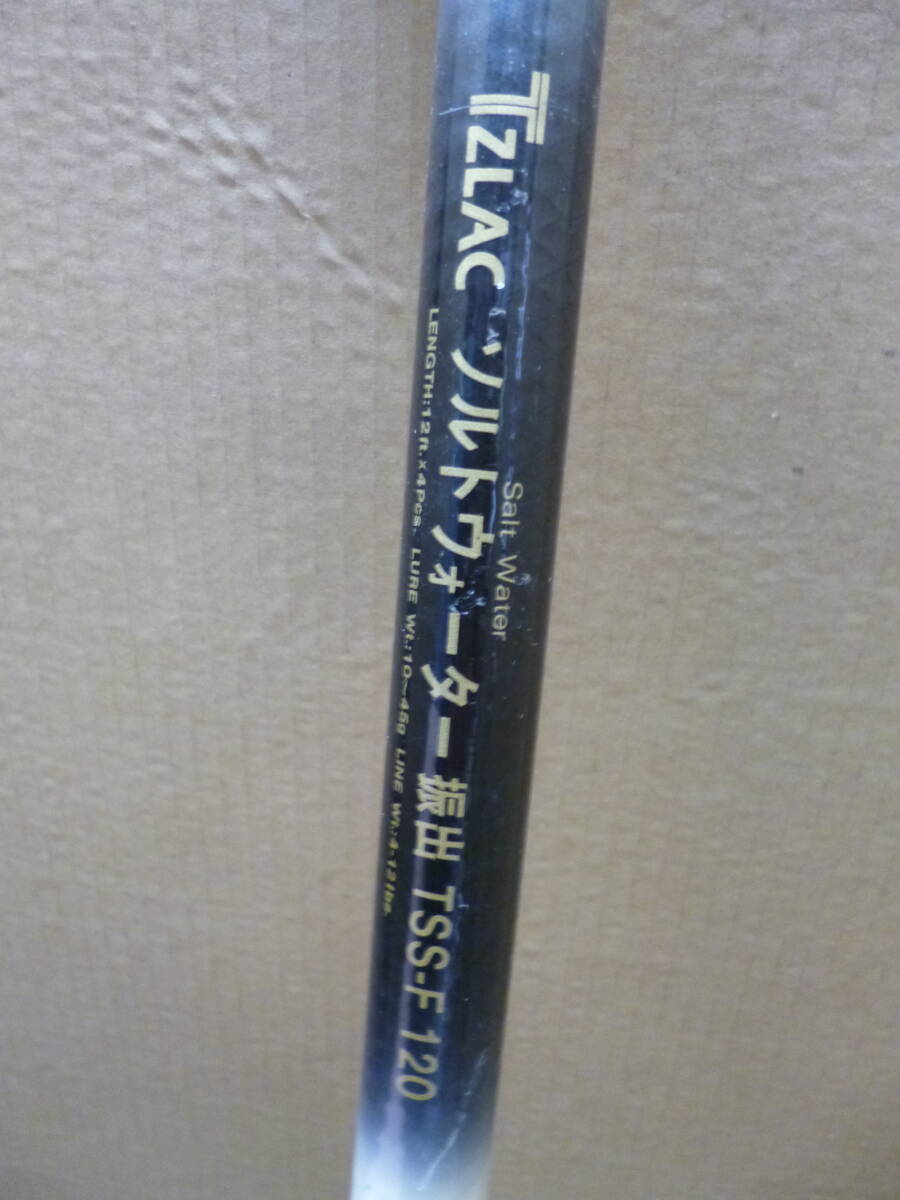 Salt Water
TZLAC ソルトウォーター 振出 TSS-F 120
LENGTH:12ft.×4pcs. LURE Wt.:10~45g LINE Wt.:4-12lbs.